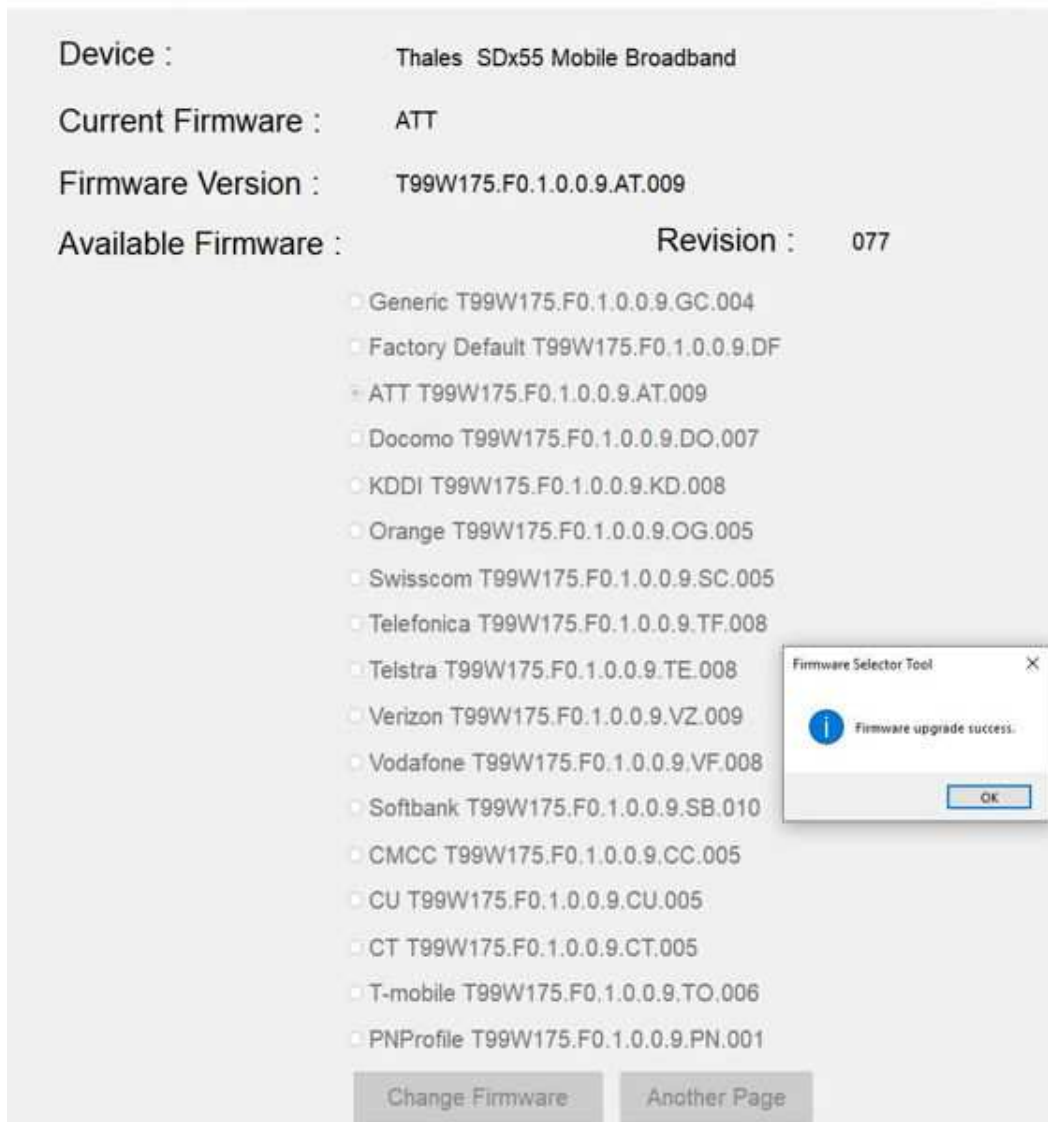 Device : Thales SDx55 Mobile Broadband
Current Firmware : ATT
Firmware Version : T99W175.F0.1.0.0.9.AT.009
Available Firmware : Revision : 077
Generic T99W175.F0.1.0.0.9.GC.004
Factory Default T99W175.F0.1.0.0.9.DF
ATT T99W175.F0.1.0.0.9.AT.009
Docomo T99W175.F0.1.0.0.9.DO.007
KDDI T99W175.F0.1.0.0.9.KD.008
Orange T99W175.F0.1.0.0.9.OG.005
Swisscom T99W175.F0.1.0.0.9.SC.005
Telefonica T99W175.F0.1.0.0.9.TF.008
Telstra T99W175.F0.1.0.0.9.TE.008
Verizon T99W175.F0.1.0.0.9.VZ.009
Vodafone T99W175.F0.1.0.0.9.VF.008
Softbank T99W175.F0.1.0.0.9.SB.010
CMCC T99W175.F0.1.0.0.9.CC.005
CU T99W175.F0.1.0.0.9.CU.005
CT T99W175.F0.1.0.0.9.CT.005
T-mobile T99W175.F0.1.0.0.9.TO.006
PNProfile T99W175.F0.1.0.0.9.PN.001
Change Firmware Another Page
Firmware Selector Tool
Firmware upgrade success.
OK